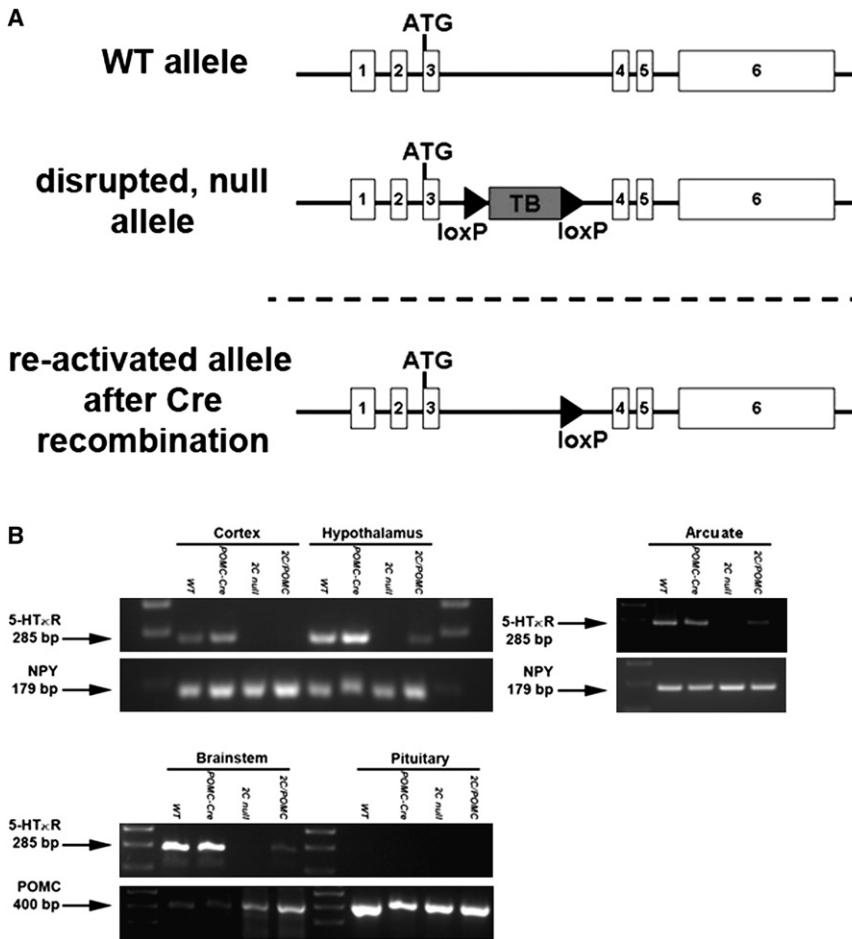 A
WT allele
ATG
1 2 3 4 5 6
disrupted, null
allele
ATG
1 2 3 TB 4 5 6
loxP loxP
re-activated allele
after Cre
recombination
ATG
1 2 3 4 5 6
loxP
B
Cortex Hypothalamus
WT POMC-Cre 2C null 2C/POMC WT POMC-Cre 2C null 2C/POMC
5-HT2cR
285 bp
NPY
179 bp
Arcuate
WT POMC-Cre 2C null 2C/POMC
5-HT2cR
285 bp
NPY
179 bp
Brainstem Pituitary
WT POMC-Cre 2C null 2C/POMC WT POMC-Cre 2C null 2C/POMC
5-HT2cR
285 bp
POMC
400 bp